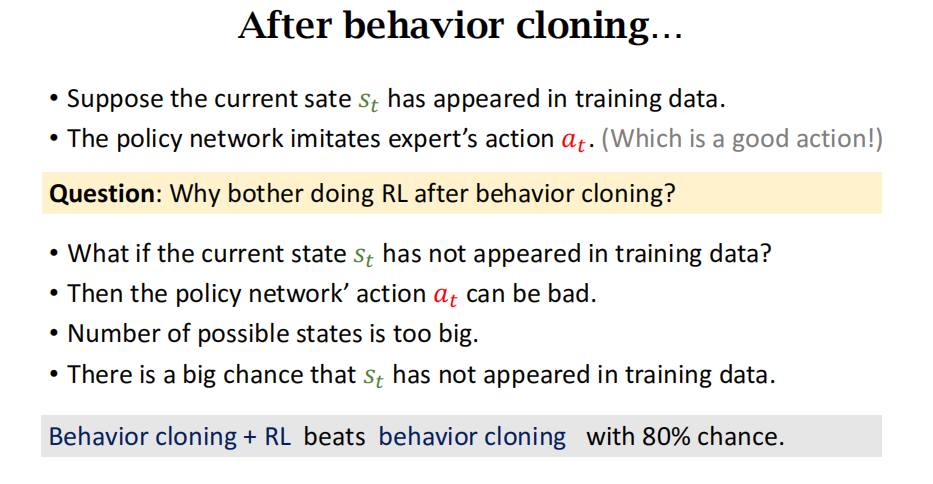 After behavior cloning…
• Suppose the current sate s_t has appeared in training data.
• The policy network imitates expert's action a_t. (Which is a good action!)
Question: Why bother doing RL after behavior cloning?
• What if the current state s_t has not appeared in training data?
• Then the policy network' action a_t can be bad.
• Number of possible states is too big.
• There is a big chance that s_t has not appeared in training data.
Behavior cloning + RL beats behavior cloning with 80% chance.